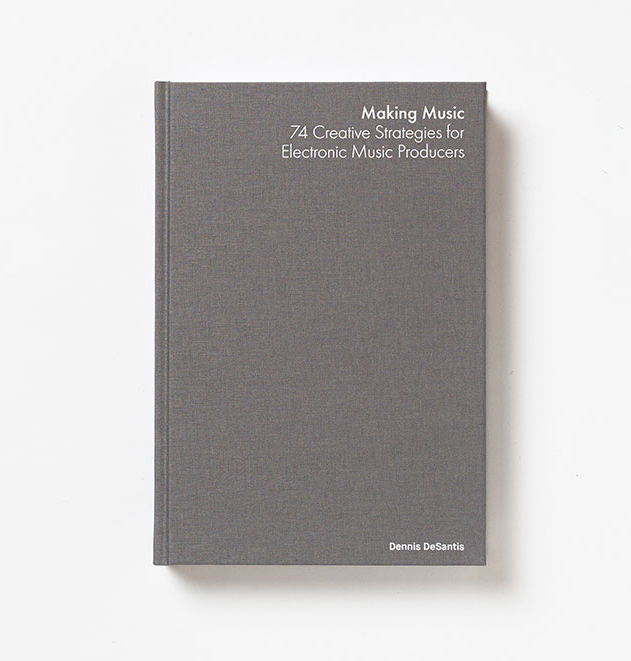 Making Music
74 Creative Strategies for
Electronic Music Producers
Dennis DeSantis